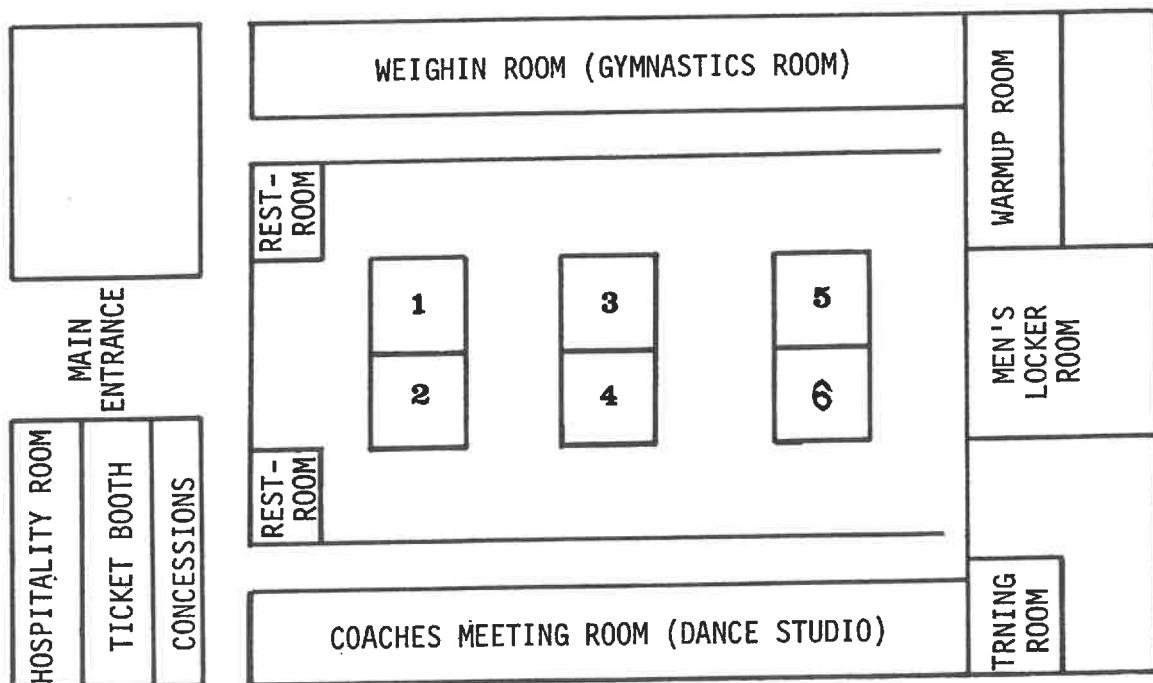 WEIGHIN ROOM (GYMNASTICS ROOM)
WARMUP ROOM
REST-
ROOM
MAIN
ENTRANCE
1
3
5
2
4
6
MEN'S
LOCKER
ROOM
REST-
ROOM
HOSPITALITY ROOM
TICKET BOOTH
CONCESSIONS
COACHES MEETING ROOM (DANCE STUDIO)
TRNING
ROOM